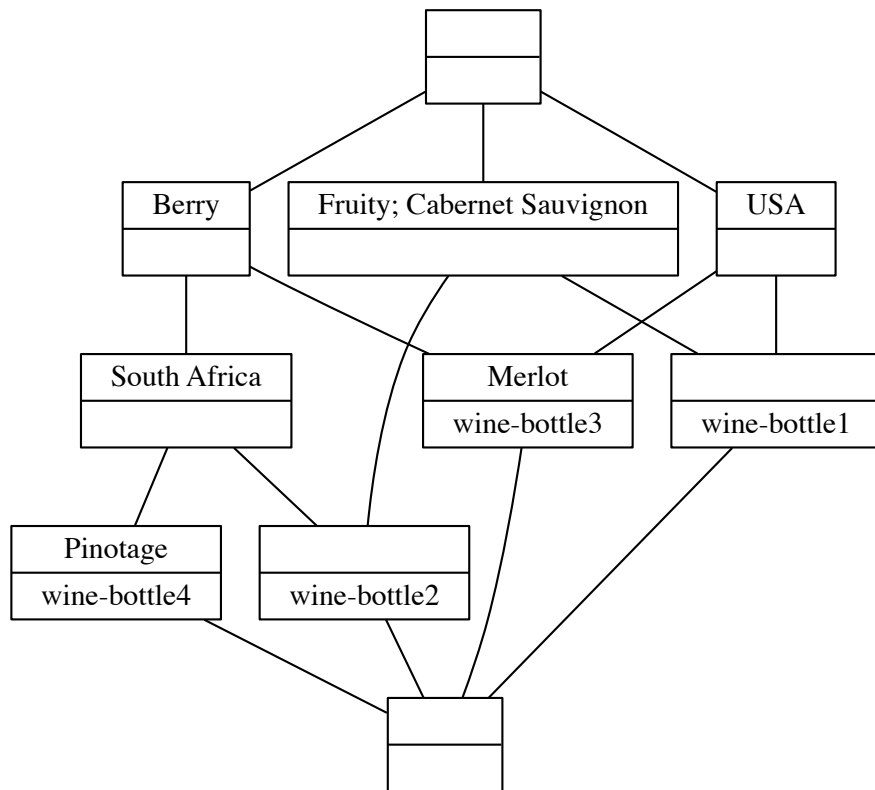 Berry
Fruity; Cabernet Sauvignon
USA
South Africa
Merlot
wine-bottle3
wine-bottle1
Pinotage
wine-bottle4
wine-bottle2